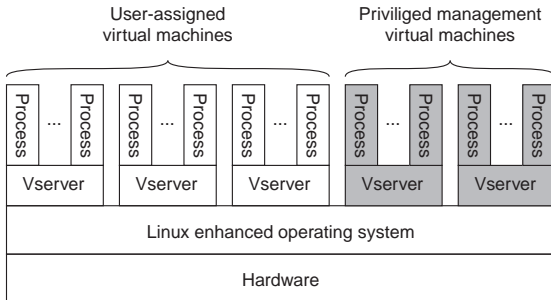 User-assigned
virtual machines
Priviliged management
virtual machines
Process ... Process Process ... Process Process ... Process Process ... Process Process ... Process
Vserver Vserver Vserver Vserver Vserver
Linux enhanced operating system
Hardware